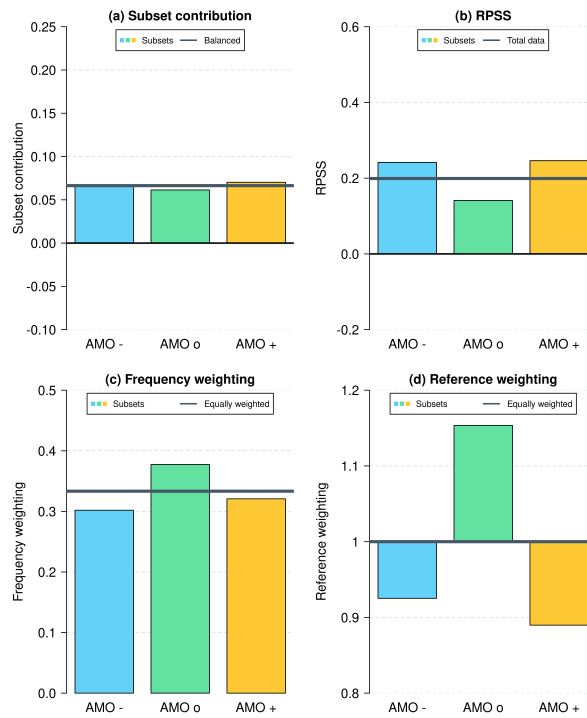 (a) Subset contribution
Subsets
Balanced
0.25
0.20
0.15
0.10
0.05
0.00
-0.05
-0.10
Subset contribution
AMO -
AMO o
AMO +
(b) RPSS
Subsets
Total data
0.6
0.4
0.2
0.0
-0.2
RPSS
AMO -
AMO o
AMO +
(c) Frequency weighting
Subsets
Equally weighted
0.5
0.4
0.3
0.2
0.1
0.0
Frequency weighting
AMO -
AMO o
AMO +
(d) Reference weighting
Subsets
Equally weighted
1.2
1.1
1
0.9
0.8
Reference weighting
AMO -
AMO o
AMO +